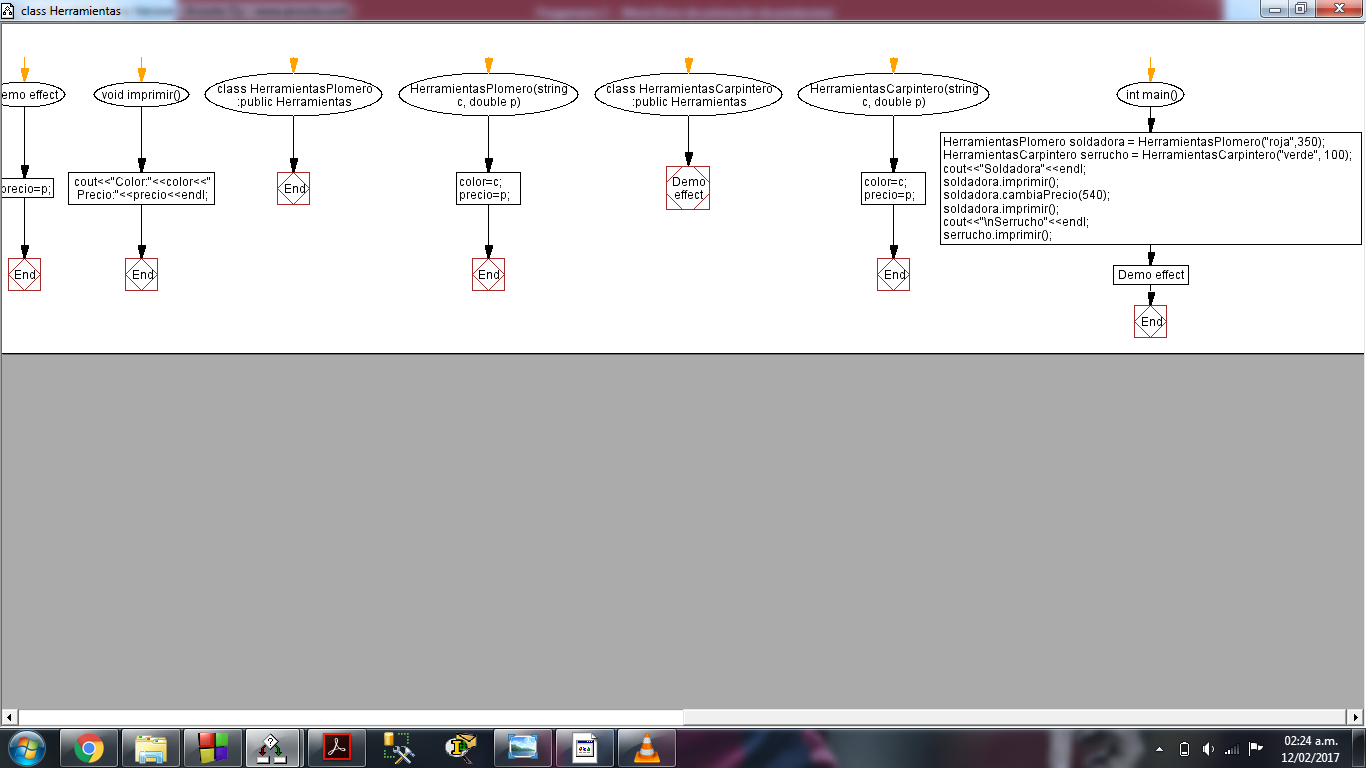 class Herramientas
emo effect
precio=p;
End
void imprimir()
cout<<"Color:"<<color<<"
Precio:"<<precio<<endl;
End
class HerramientasPlomero
:public Herramientas
End
HerramientasPlomero(string
c, double p)
color=c;
precio=p;
End
class HerramientasCarpintero
:public Herramientas
Demo
effect
HerramientasCarpintero(string
c, double p)
color=c;
precio=p;
End
int main()
HerramientasPlomero soldadora = HerramientasPlomero("roja",350);
HerramientasCarpintero serrucho = HerramientasCarpintero("verde", 100);
cout<<"Soldadora"<<endl;
soldadora.imprimir();
soldadora.cambiaPrecio(540);
soldadora.imprimir();
cout<<"\nSerrucho"<<endl;
serrucho.imprimir();
Demo effect
End
02:24 a.m.
12/02/2017